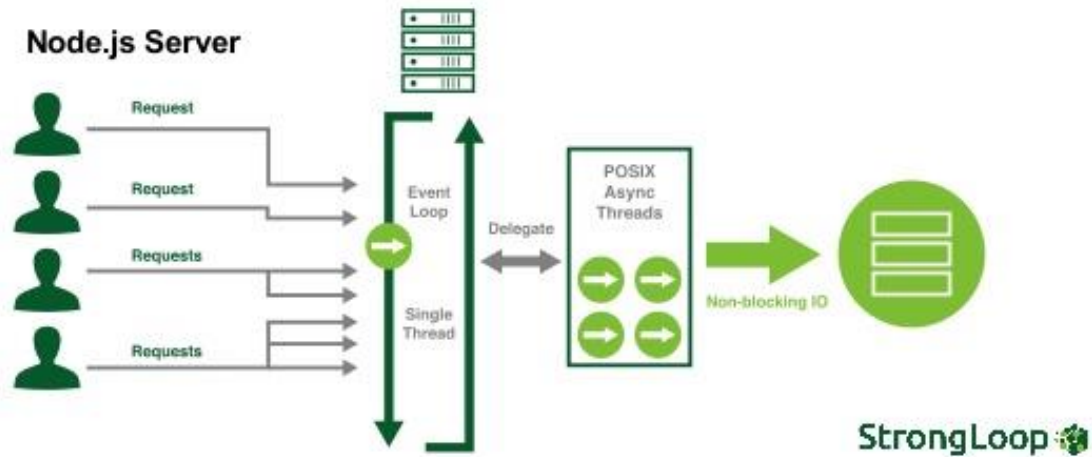 Node.js Server
Request
Request
Requests
Requests
Event
Loop
Single
Thread
Delegate
POSIX
Async
Threads
Non-blocking IO
StrongLoop